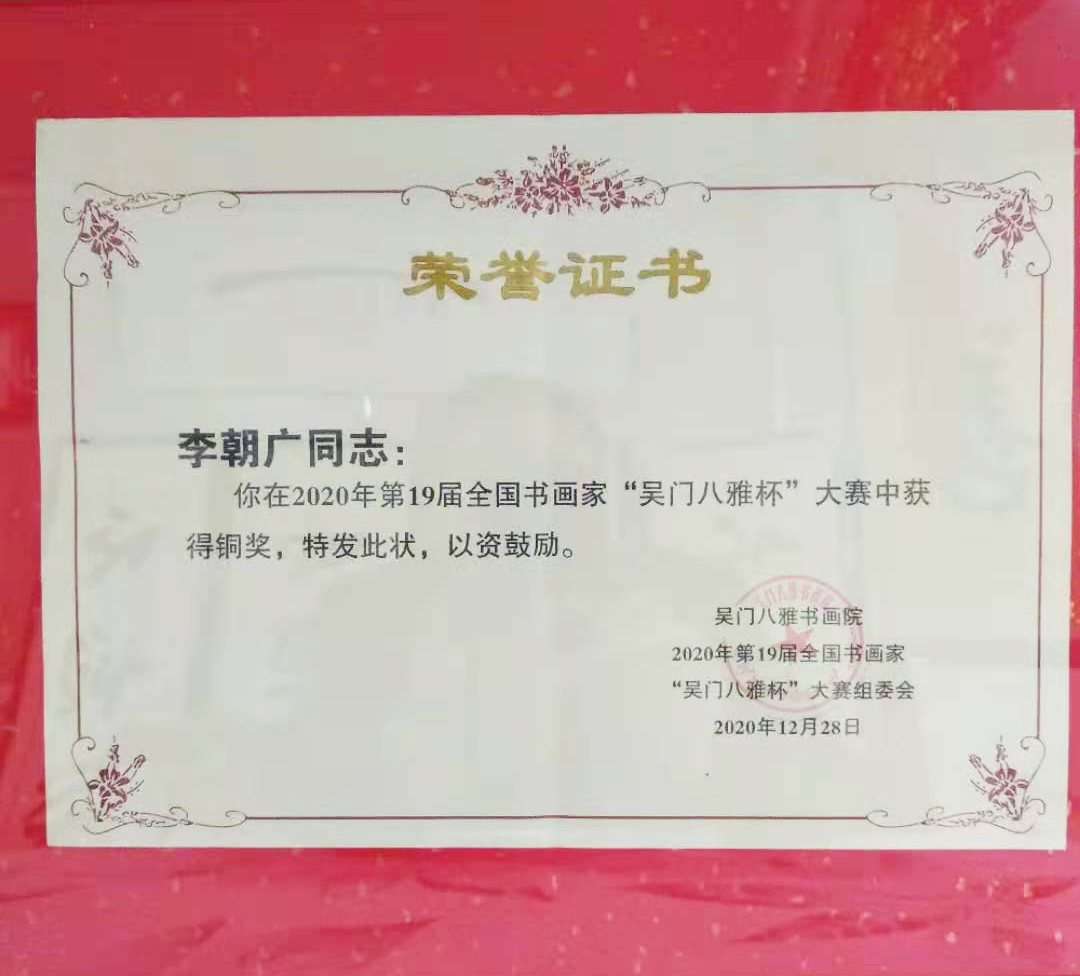 荣誉证书
李朝广同志：
你在2020年第19届全国书画家“吴门八雅杯”大赛中获
得铜奖，特发此状，以资鼓励。
吴门八雅书画院
2020年第19届全国书画家
“吴门八雅杯”大赛组委会
2020年12月28日